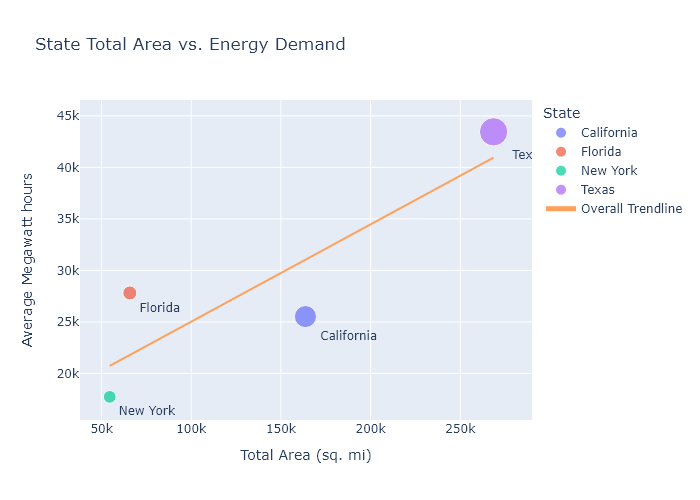 State Total Area vs. Energy Demand
State
California
Florida
New York
Texas
Overall Trendline
45k
40k
35k
30k
25k
20k
Average Megawatt hours
Tex
Florida
California
New York
50k
100k
150k
200k
250k
Total Area (sq. mi)